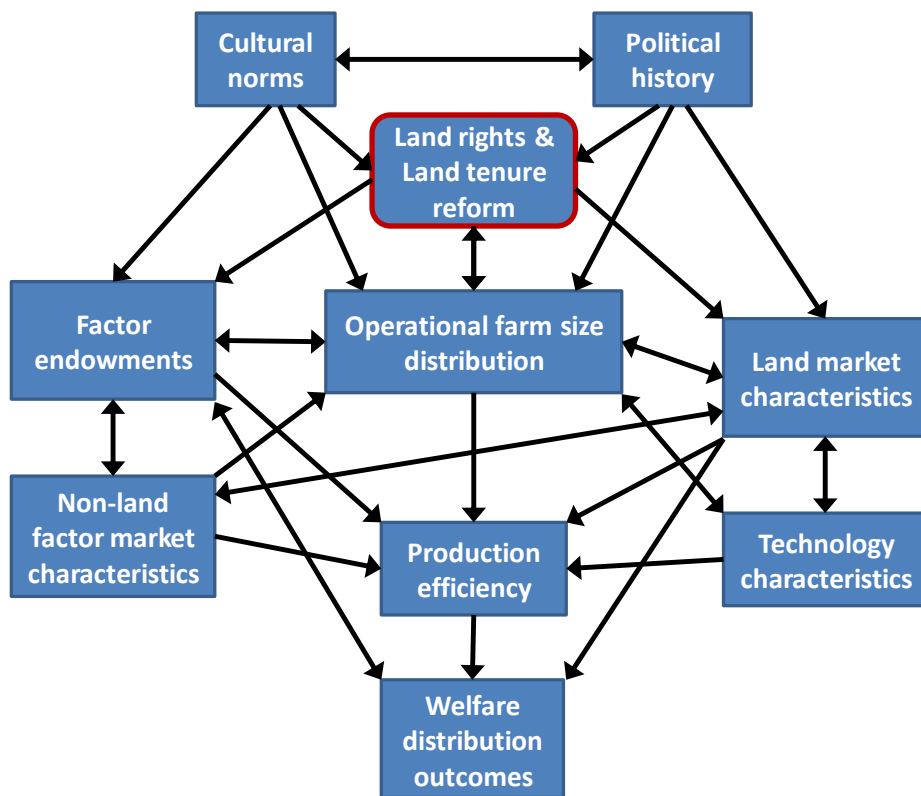 Cultural
norms
Political
history
Land rights &
Land tenure
reform
Factor
endowments
Operational farm size
distribution
Land market
characteristics
Non-land
factor market
characteristics
Production
efficiency
Technology
characteristics
Welfare
distribution
outcomes